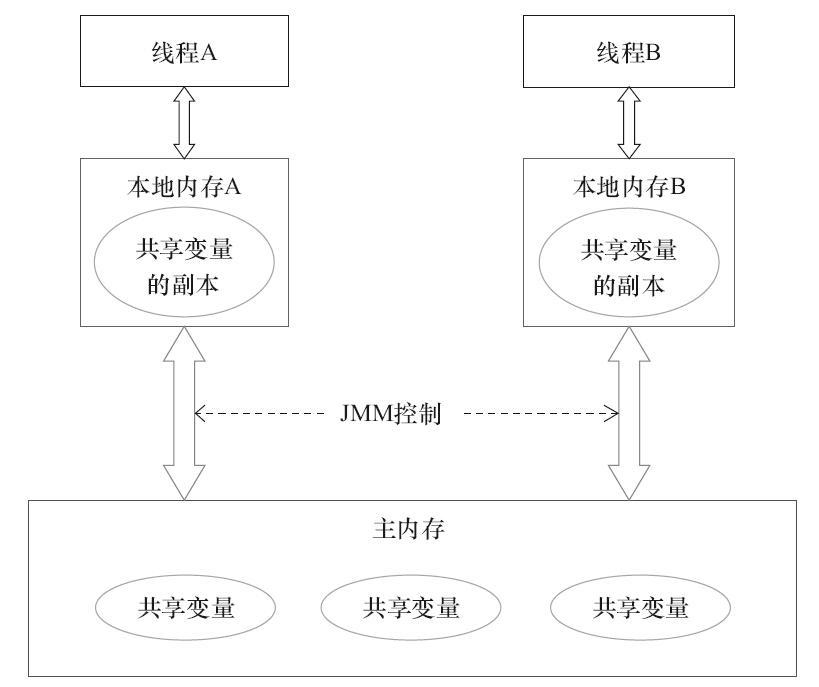 线程A
线程B
本地内存A
本地内存B
共享变量
的副本
共享变量
的副本
JMM控制
主内存
共享变量
共享变量
共享变量